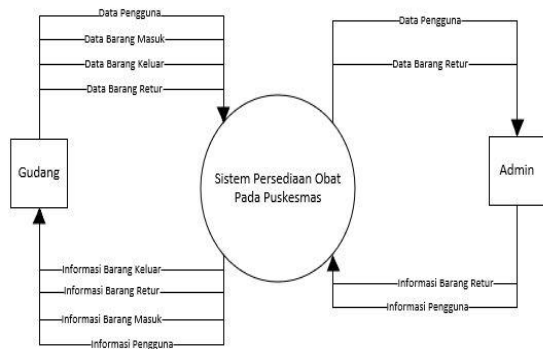 Data Pengguna
Data Barang Masuk
Data Barang Keluar
Data Barang Retur
Gudang
Informasi Barang Keluar
Informasi Barang Retur
Informasi Barang Masuk
Informasi Pengguna
Sistem Persediaan Obat
Pada Puskesmas
Data Pengguna
Data Barang Retur
Admin
Informasi Barang Retur
Informasi Pengguna